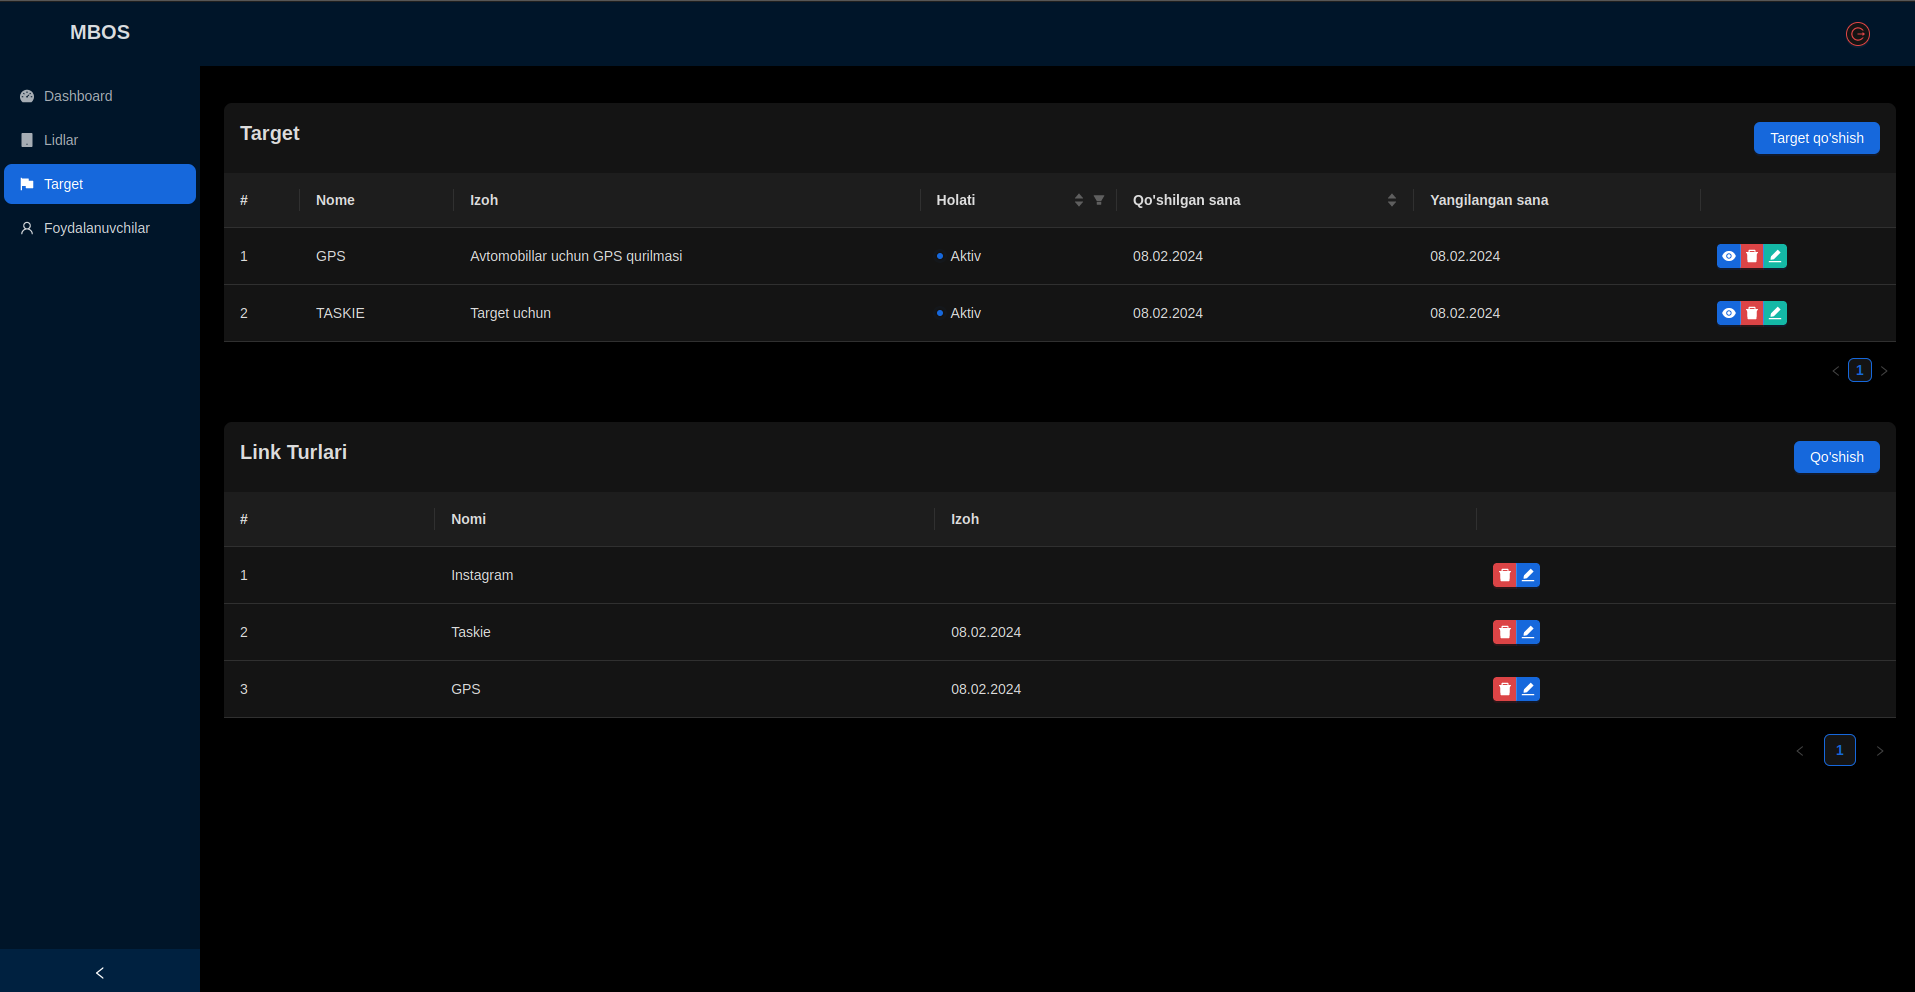 MBOS
Dashboard
Lidlar
Target
Foydalanuvchilar
Target
Target qo'shish
# Nome Izoh Holati Qo'shilgan sana Yangilangan sana
1 GPS Avtomobillar uchun GPS qurilmasi Aktiv 08.02.2024 08.02.2024
2 TASKIE Target uchun Aktiv 08.02.2024 08.02.2024
1
Link Turlari
Qo'shish
# Nomi Izoh
1 Instagram
2 Taskie 08.02.2024
3 GPS 08.02.2024
1